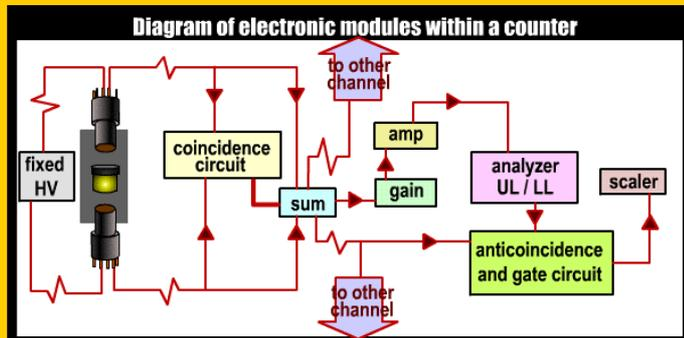 Diagram of electronic modules within a counter
to other
channel
fixed
HV
coincidence
circuit
sum
amp
gain
analyzer
UL / LL
scaler
anticoincidence
and gate circuit
to other
channel